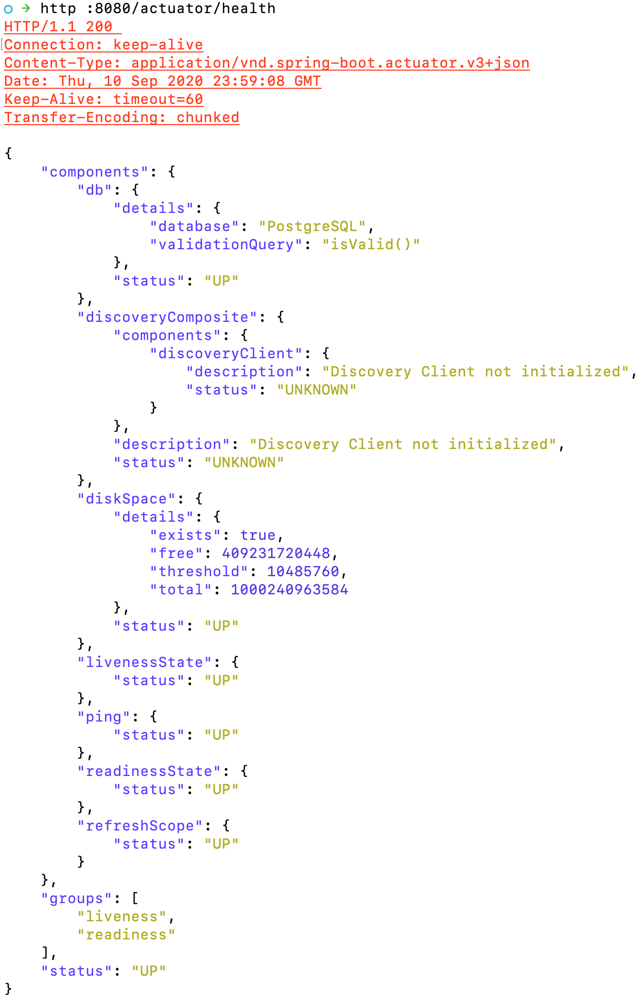 ○ → http :8080/actuator/health
HTTP/1.1 200
Connection: keep-alive
Content-Type: application/vnd.spring-boot.actuator.v3+json
Date: Thu, 10 Sep 2020 23:59:08 GMT
Keep-Alive: timeout=60
Transfer-Encoding: chunked

{
    "components": {
        "db": {
            "details": {
                "database": "PostgreSQL",
                "validationQuery": "isValid()"
            },
            "status": "UP"
        },
        "discoveryComposite": {
            "components": {
                "discoveryClient": {
                    "description": "Discovery Client not initialized",
                    "status": "UNKNOWN"
                }
            },
            "description": "Discovery Client not initialized",
            "status": "UNKNOWN"
        },
        "diskSpace": {
            "details": {
                "exists": true,
                "free": 409231720448,
                "threshold": 10485760,
                "total": 1000240963584
            },
            "status": "UP"
        },
        "livenessState": {
            "status": "UP"
        },
        "ping": {
            "status": "UP"
        },
        "readinessState": {
            "status": "UP"
        },
        "refreshScope": {
            "status": "UP"
        }
    },
    "groups": [
        "liveness",
        "readiness"
    ],
    "status": "UP"
}